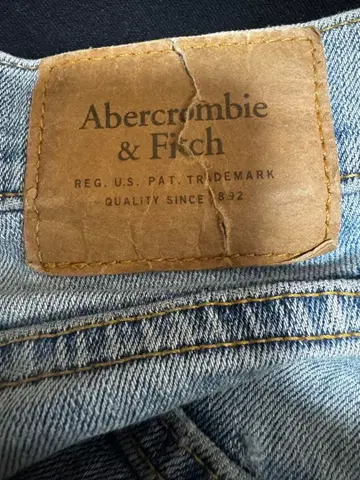 Abercrombie
& Fitch
REG. U.S. PAT. TRADEMARK
QUALITY SINCE 1892